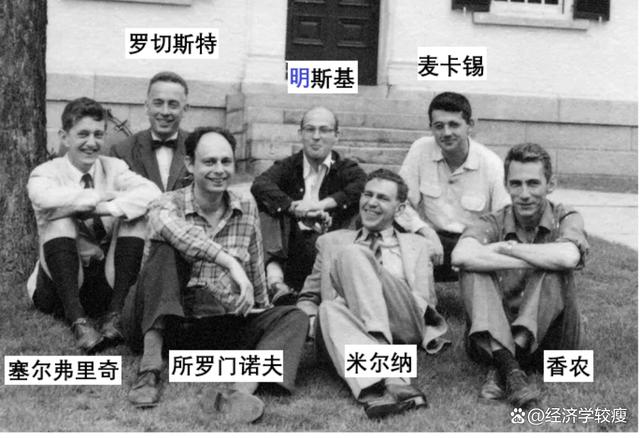 罗切斯特
明斯基
麦卡锡
塞尔弗里奇
所罗门诺夫
米尔纳
香农
@经济学较瘦